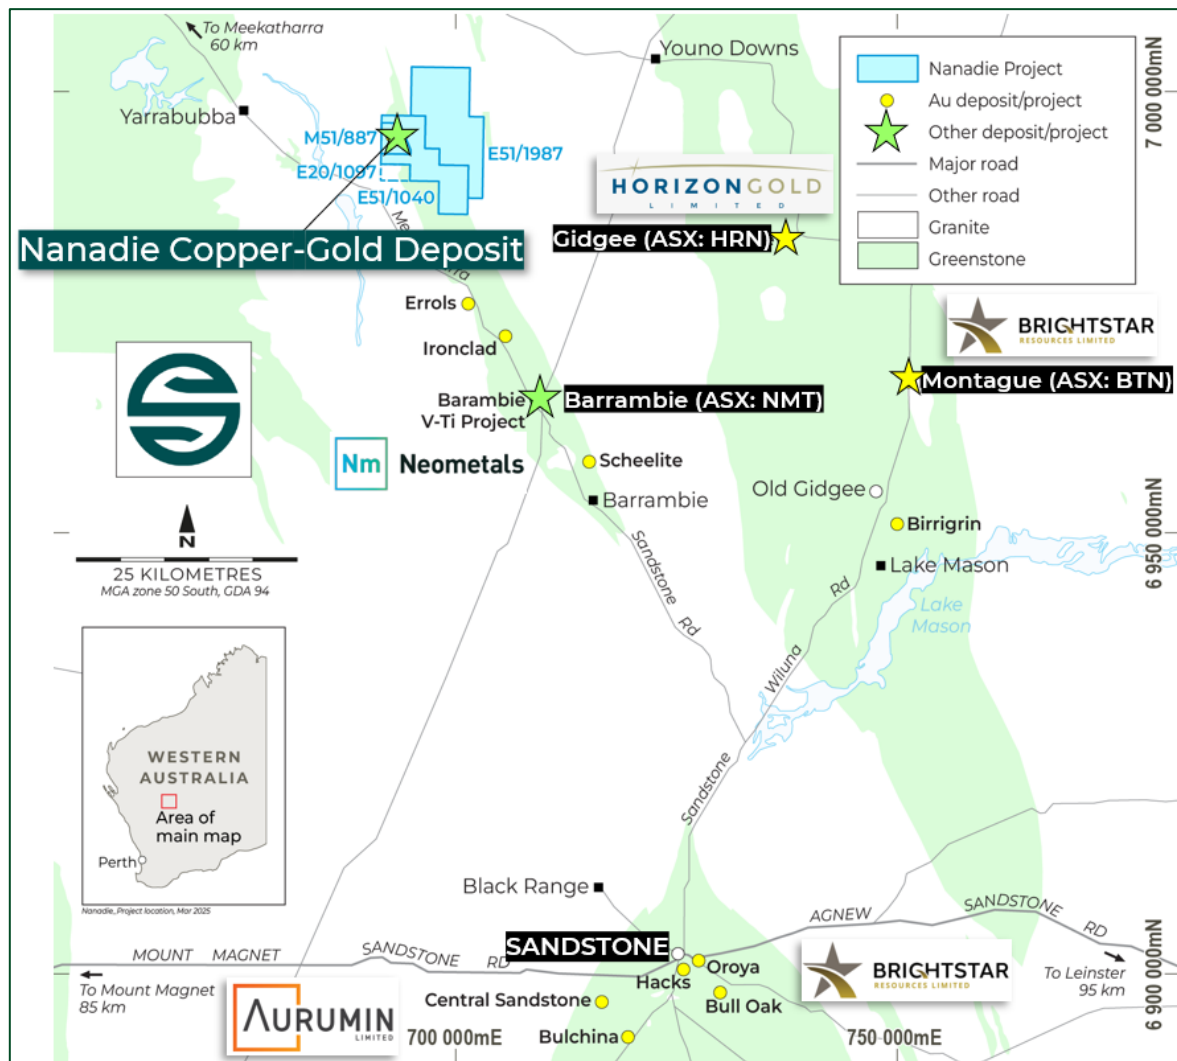 To Meekatharra
60 km
Youno Downs
Yarrabubba
M51/887
E51/1987
E20/1097
E51/1040
Nanadie Project
Au deposit/project
Other deposit/project
Major road
Other road
Granite
Greenstone
7 000 000mN
HORIZONGOLD
LIMITED
Gidgee (ASX: HRN)
Nanadie Copper-Gold Deposit
Errols
Ironclad
BRIGHTSTAR
RESOURCES LIMITED
Montague (ASX: BTN)
Barambie
V-Ti Project
Barrambie (ASX: NMT)
Nm Neometals
Scheelite
Barrambie
Old Gidgee
Birrigrin
Lake Mason
Lake
Mason
6 950 000mN
N
25 KILOMETRES
MGA zone 50 South, GDA 94
Sandstone Rd
Wiluna Rd
Sandstone
WESTERN
AUSTRALIA
Area of
main map
Perth
Nanadie_Project location, Mar 2025
Black Range
SANDSTONE
MOUNT MAGNET SANDSTONE RD
AGNEW SANDSTONE RD
To Mount Magnet
85 km
To Leinster
95 km
Oroya
Hacks
Bull Oak
Central Sandstone
Bulchina
BRIGHTSTAR
RESOURCES LIMITED
AURUMIN
LIMITED
700 000mE
750 000mE
6 900 000mN